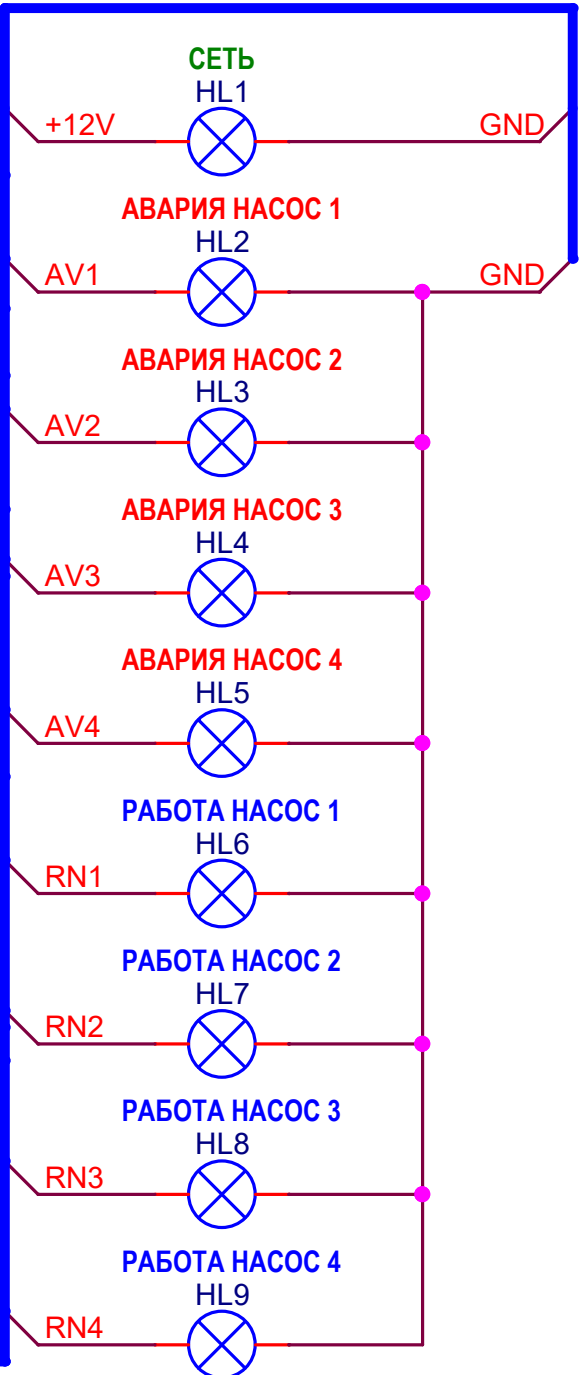 СЕТЬ
HL1
+12V GND
АВАРИЯ НАСОС 1
HL2
AV1 GND
АВАРИЯ НАСОС 2
HL3
AV2
АВАРИЯ НАСОС 3
HL4
AV3
АВАРИЯ НАСОС 4
HL5
AV4
РАБОТА НАСОС 1
HL6
RN1
РАБОТА НАСОС 2
HL7
RN2
РАБОТА НАСОС 3
HL8
RN3
РАБОТА НАСОС 4
HL9
RN4